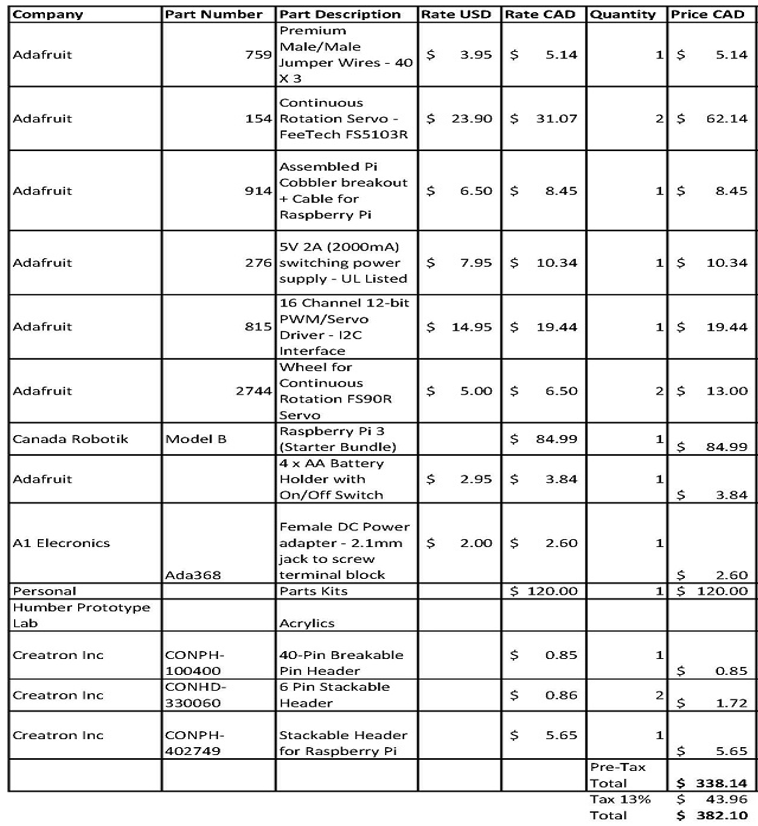 Company Part Number Part Description Rate USD Rate CAD Quantity Price CAD
Premium
Male/Male
Jumper Wires - 40
X 3
Adafruit 759 $ 3.95 $ 5.14 1 $ 5.14
Continuous
Adafruit 154 Rotation Servo - $ 23.90 $ 31.07 2 $ 62.14
FeeTech FS5103R
Assembled Pi
Cobbler breakout
Adafruit 914 $ 6.50 $ 8.45 1 $ 8.45
+ Cable for
Raspberry Pi
5V 2A (2000mA)
Adafruit 276 switching power $ 7.95 $ 10.34 1 $ 10.34
supply - UL Listed
16 Channel 12-bit
PWM/Servo
Adafruit 815 $ 14.95 $ 19.44 1 $ 19.44
Driver - I2C
Interface
Wheel for
Continuous
Adafruit 2744 $ 5.00 $ 6.50 2 $ 13.00
Rotation FS90R
Servo
Raspberry Pi 3
Canada Robotik Model B $ 84.99 1 $ 84.99
(Starter Bundle)
4 x AA Battery
Adafruit Holder with $ 2.95 $ 3.84 1
On/Off Switch $ 3.84
Female DC Power
A1 Elecronics adapter - 2.1mm $ 2.00 $ 2.60 1
jack to screw
Ada368 terminal block $ 2.60
Personal Parts Kits $ 120.00 1 $ 120.00
Humber Prototype
Lab Acrylics
Creatron Inc CONPH- 40-Pin Breakable $ 0.85 1
100400 Pin Header $ 0.85
CONHD- 6 Pin Stackable
Creatron Inc $ 0.86 2
330060 Header $ 1.72
Creatron Inc CONPH- Stackable Header $ 5.65 1
402749 for Raspberry Pi $ 5.65
Pre-Tax
Total $ 338.14
Tax 13% $ 43.96
Total $ 382.10